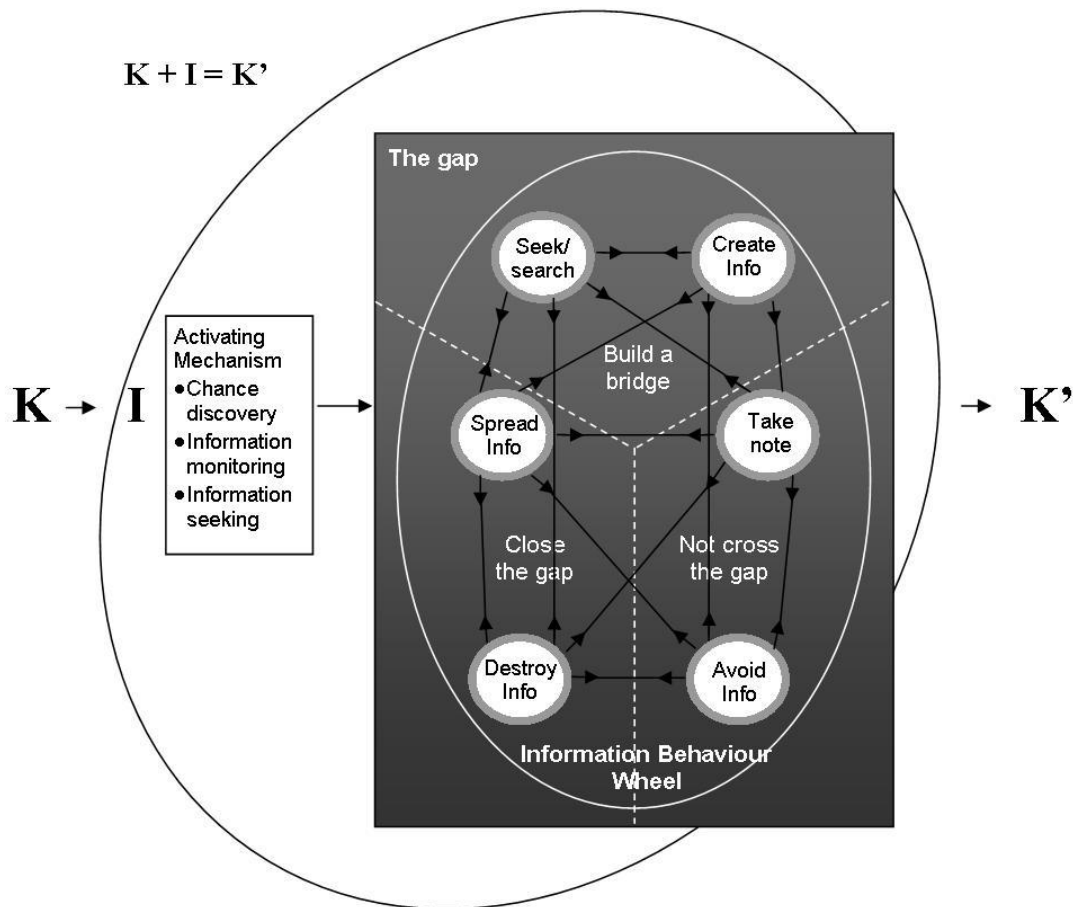 K + I = K’
The gap
Seek/
search
Create
Info
Activating
Mechanism
●Chance
discovery
●Information
monitoring
●Information
seeking
K
I
Build a
bridge
Spread
Info
Take
note
K’
Close
the gap
Not cross
the gap
Destroy
Info
Avoid
Info
Information Behaviour
Wheel